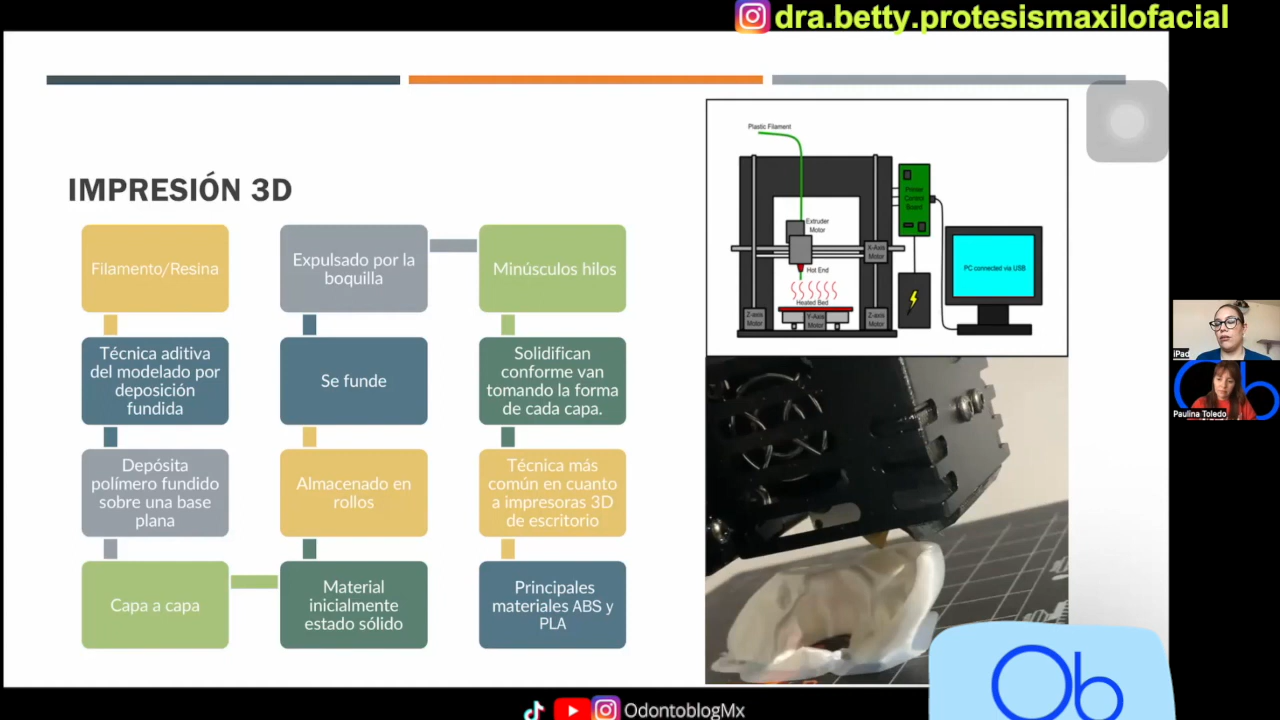 dra.betty.protesismaxilofacial
IMPRESIÓN 3D
Filamento/Resina
Técnica aditiva
del modelado por
deposición
fundida
Depósita
polímero fundido
sobre una base
plana
Capa a capa
Material
inicialmente
estado sólido
Almacenado en
rollos
Se funde
Expulsado por la
boquilla
Minúsculos hilos
Solidifican
conforme van
tomando la forma
de cada capa.
Técnica más
común en cuanto
a impresoras 3D
de escritorio
Principales
materiales ABS y
PLA
Plastic Filament
Extruder
Motor
Hot End
Heated Bed
X-Axis
Motor
Z-axis
Motor
Y-Axis
Motor
Z-axis
Motor
Printer
Control
Board
PC connected via USB
iPad
Paulina Toledo
Ob
OdontoblogMx